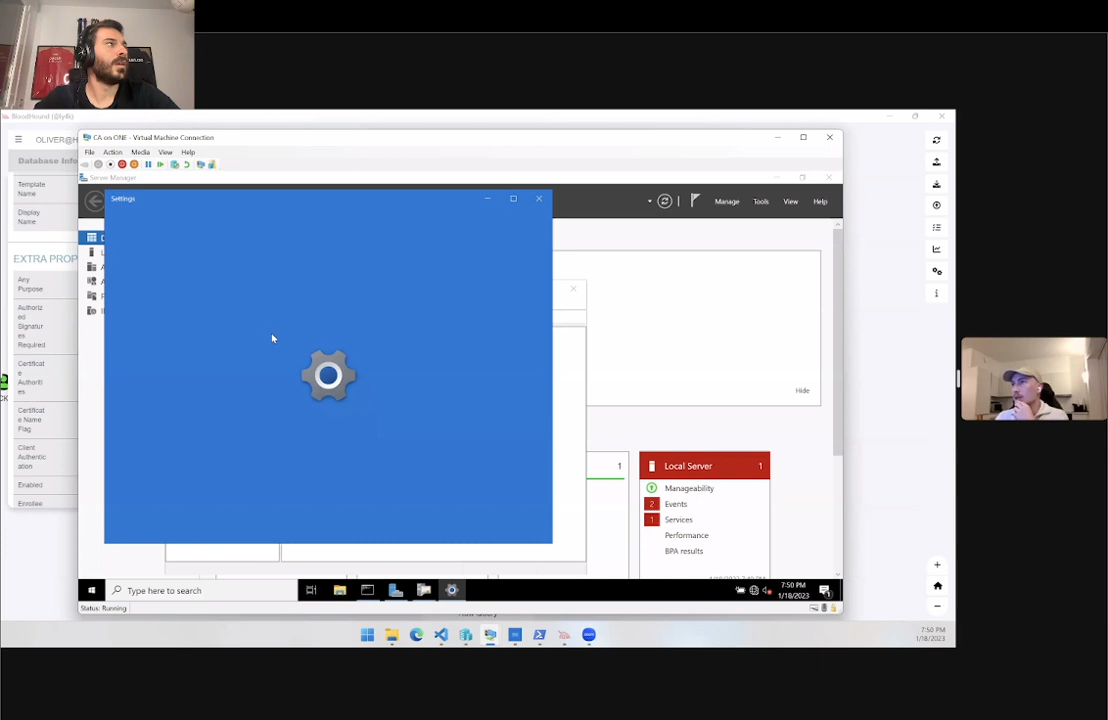 BloodHound (@ly4k)
OLIVER@H
Database Info
Template
Name
Display
Name
EXTRA PROP
Any
Purpose
Authoriz
ed
Signatur
es
Required
Certificat
e
Authoriti
es
Certificat
e Name
Flag
Client
Authentic
ation
Enabled
Enrollee
CA on ONE - Virtual Machine Connection
File Action Media View Help
Server Manager
Manage Tools View Help
Settings
Hide
1
Local Server 1
Manageability
2 Events
1 Services
Performance
BPA results
Type here to search
7:50 PM
1/18/2023
Status: Running
Raw Query
7:50 PM
1/18/2023